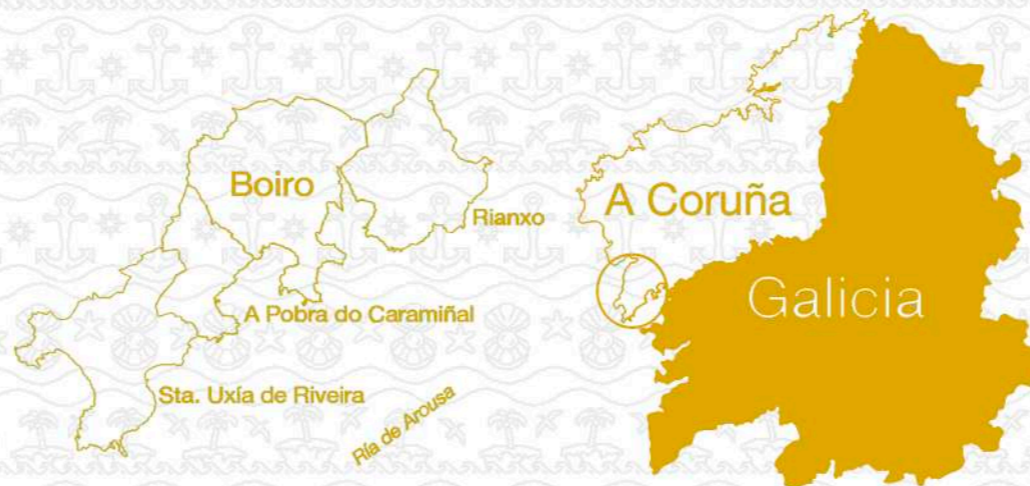 Boiro
Rianxo
A Pobra do Caramiñal
Sta. Uxía de Riveira
Ría de Arousa
A Coruña
Galicia